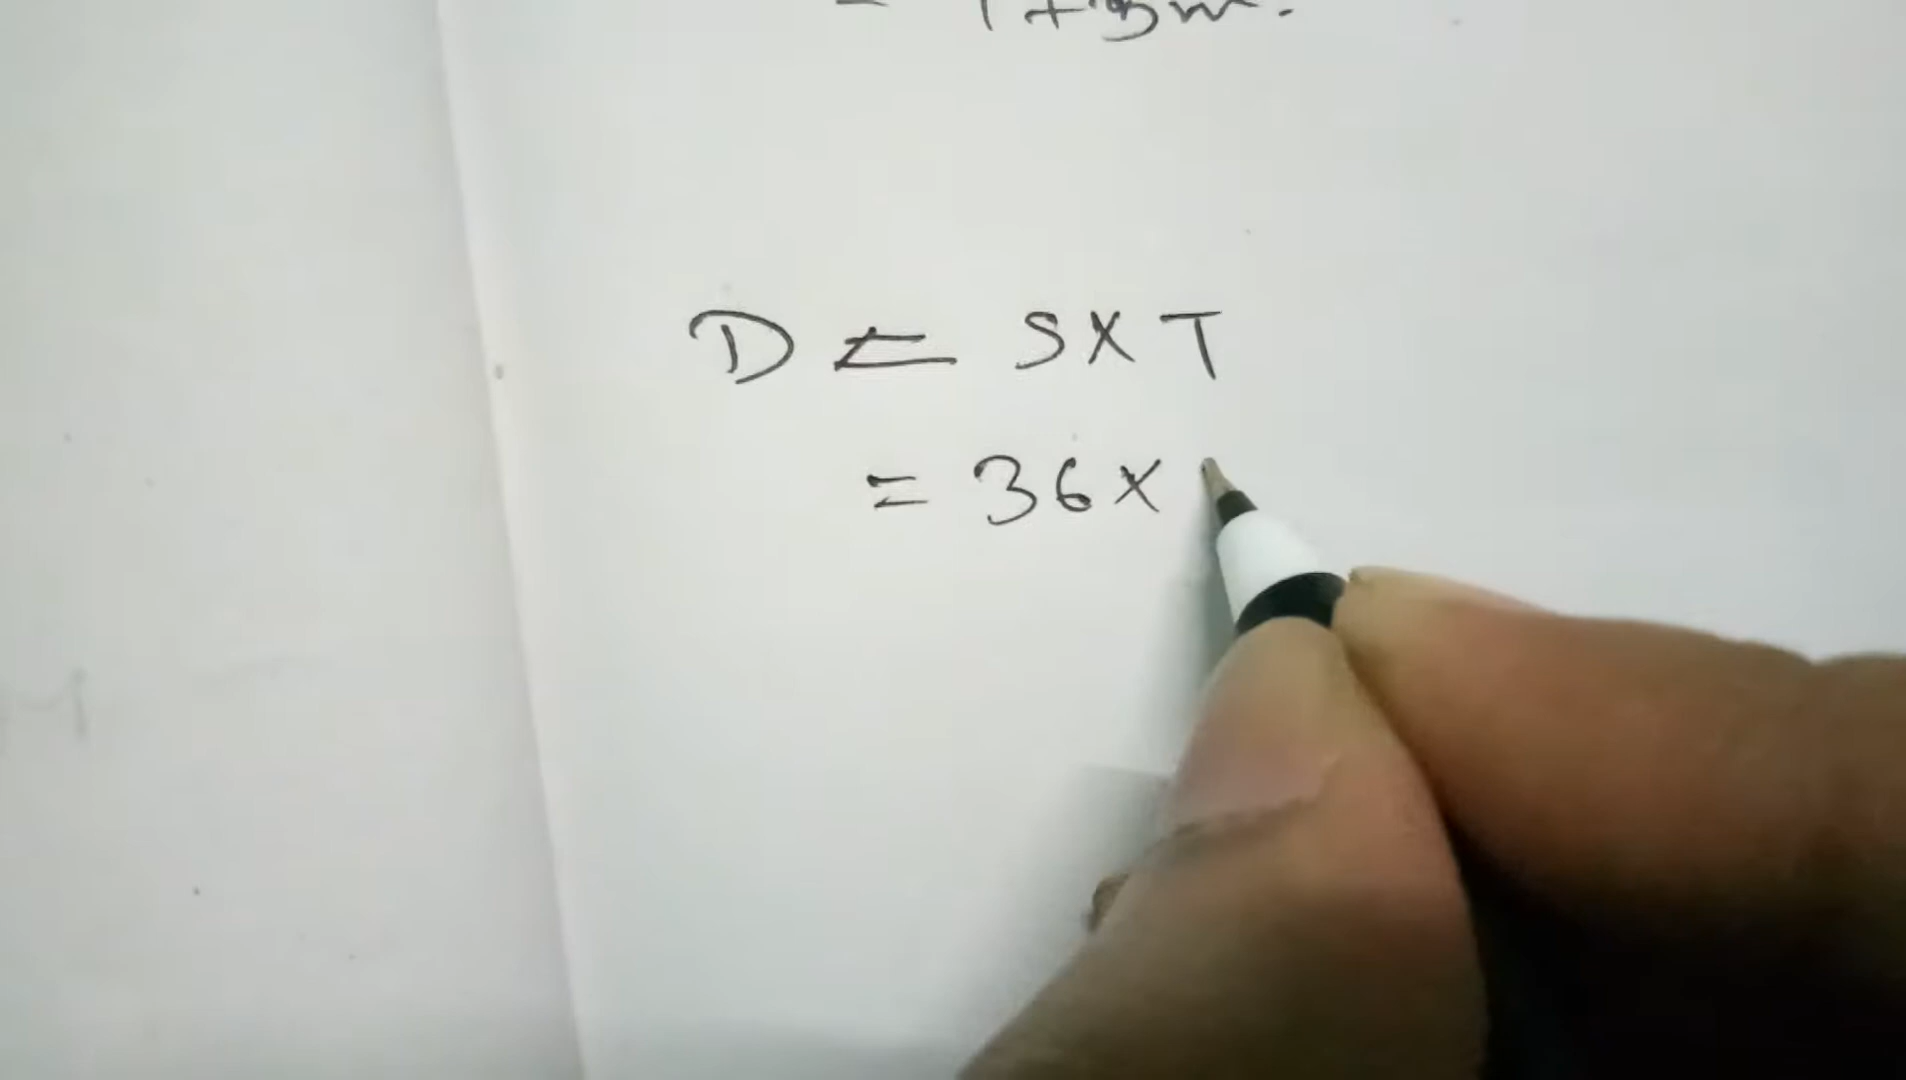 D = S X T
= 36 X